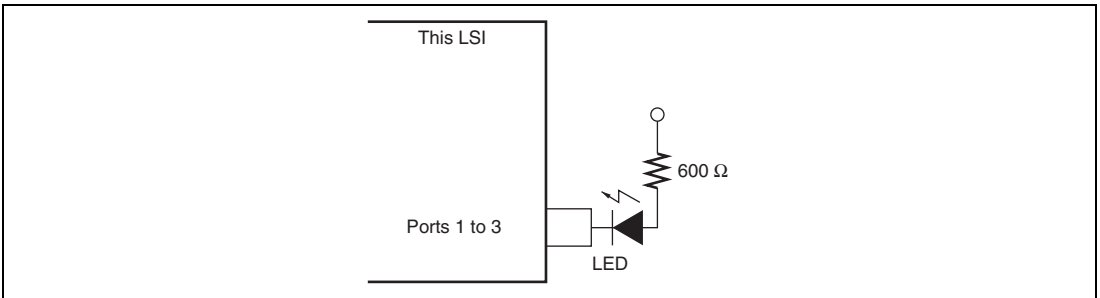 This LSI
600 Ω
Ports 1 to 3
LED